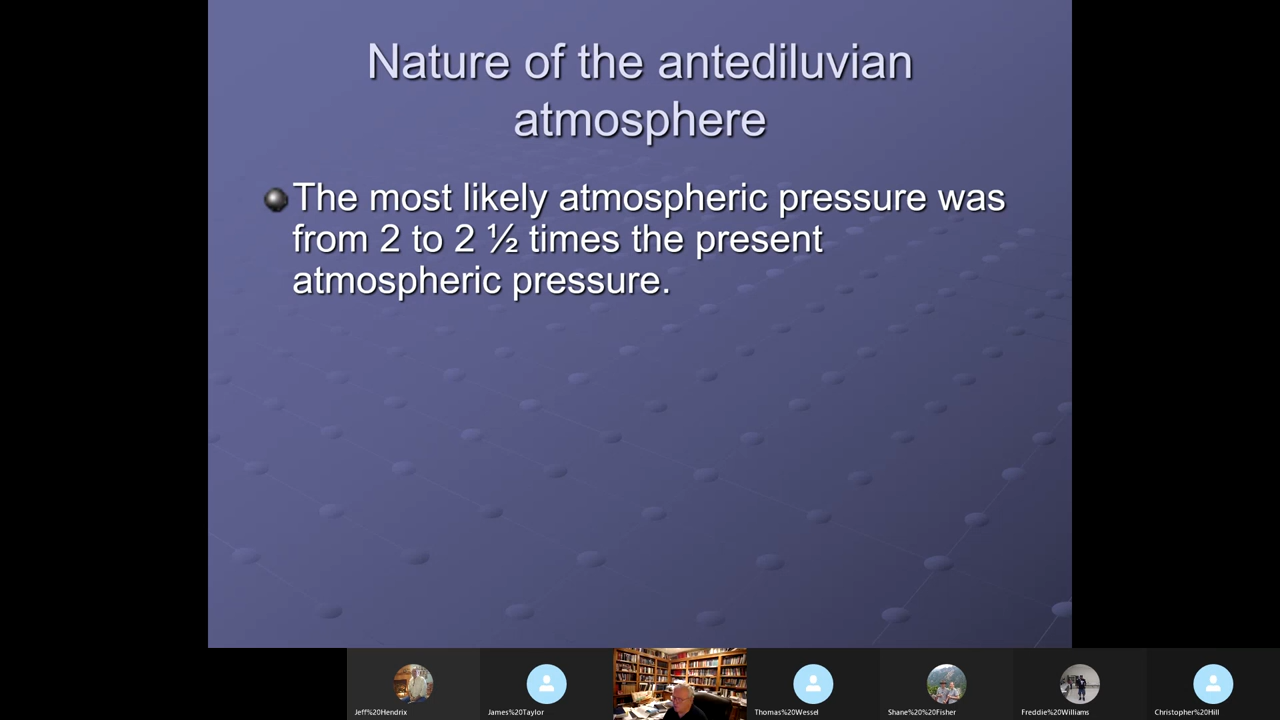 Nature of the antediluvian
atmosphere
The most likely atmospheric pressure was
from 2 to 2 ½ times the present
atmospheric pressure.
Jeff%20Hendrix
James%20Taylor
Thomas%20Wessel
Shane%20%20Fisher
Freddie%20Williams
Christopher%20Hill